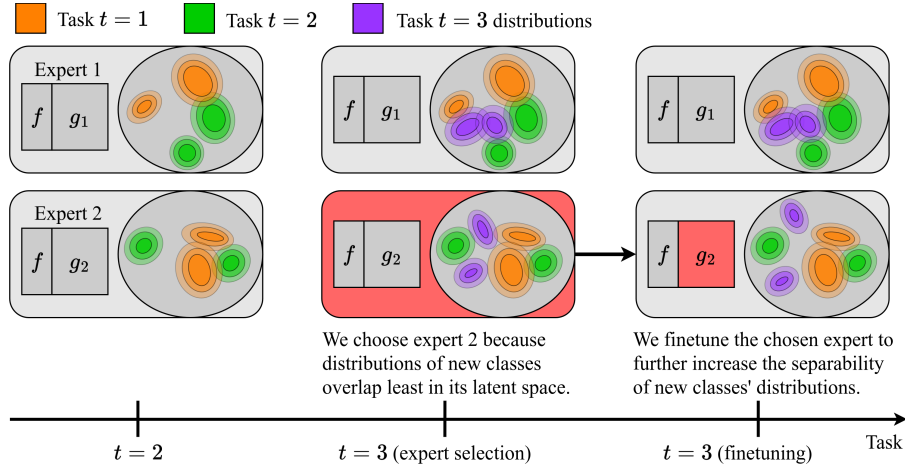 Task t = 1
Task t = 2
Task t = 3 distributions
Expert 1
f g₁
f g₁
f g₁
Expert 2
f g₂
f g₂
f g₂
We choose expert 2 because
distributions of new classes
overlap least in its latent space.
We finetune the chosen expert to
further increase the separability
of new classes' distributions.
Task
t = 2
t = 3 (expert selection)
t = 3 (finetuning)